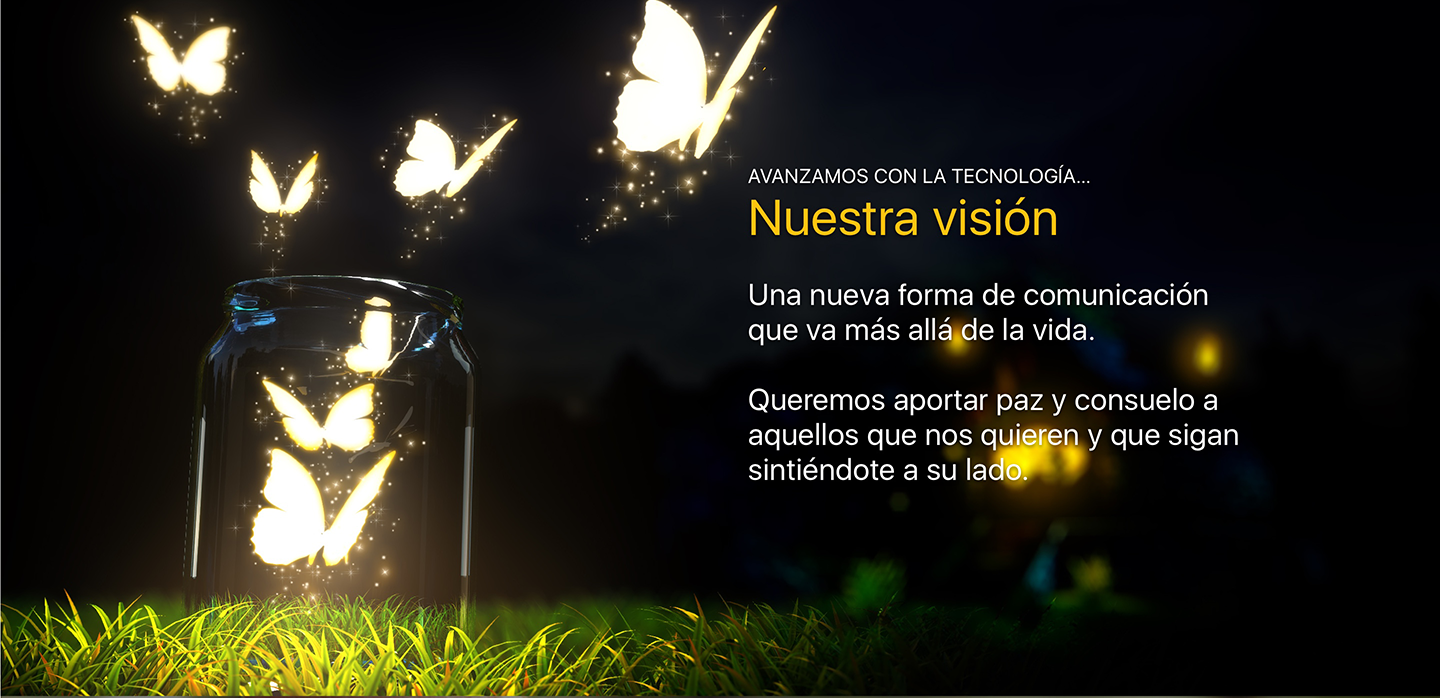 AVANZAMOS CON LA TECNOLOGÍA...
Nuestra visión
Una nueva forma de comunicación
que va más allá de la vida.
Queremos aportar paz y consuelo a
aquellos que nos quieren y que sigan
sintiéndote a su lado.